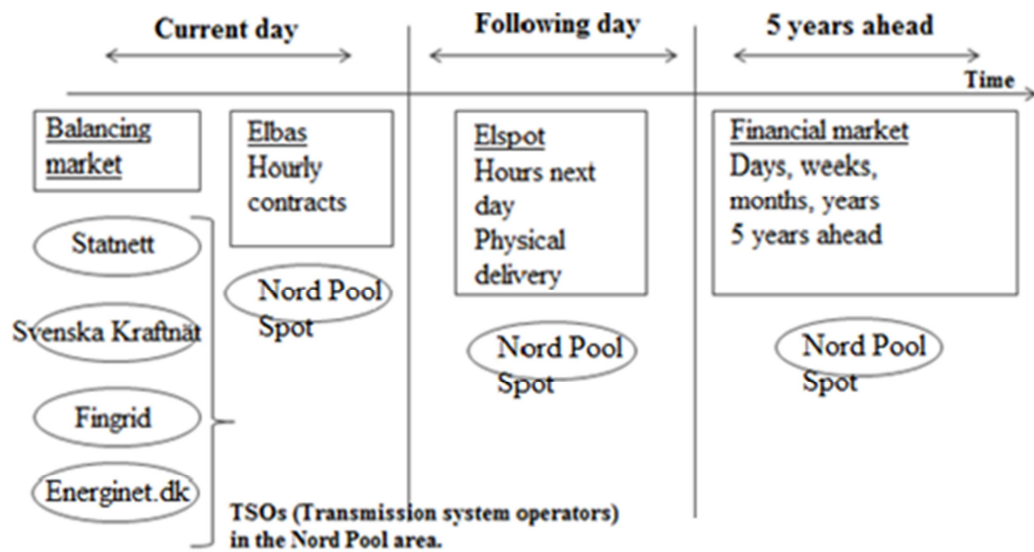 Current day
Following day
5 years ahead
Time
Balancing
market
Elbas
Hourly
contracts
Elspot
Hours next
day
Physical
delivery
Financial market
Days, weeks,
months, years
5 years ahead
Statnett
Svenska Kraftnät
Fingrid
Energinet.dk
Nord Pool
Spot
Nord Pool
Spot
Nord Pool
Spot
TSOs (Transmission system operators)
in the Nord Pool area.